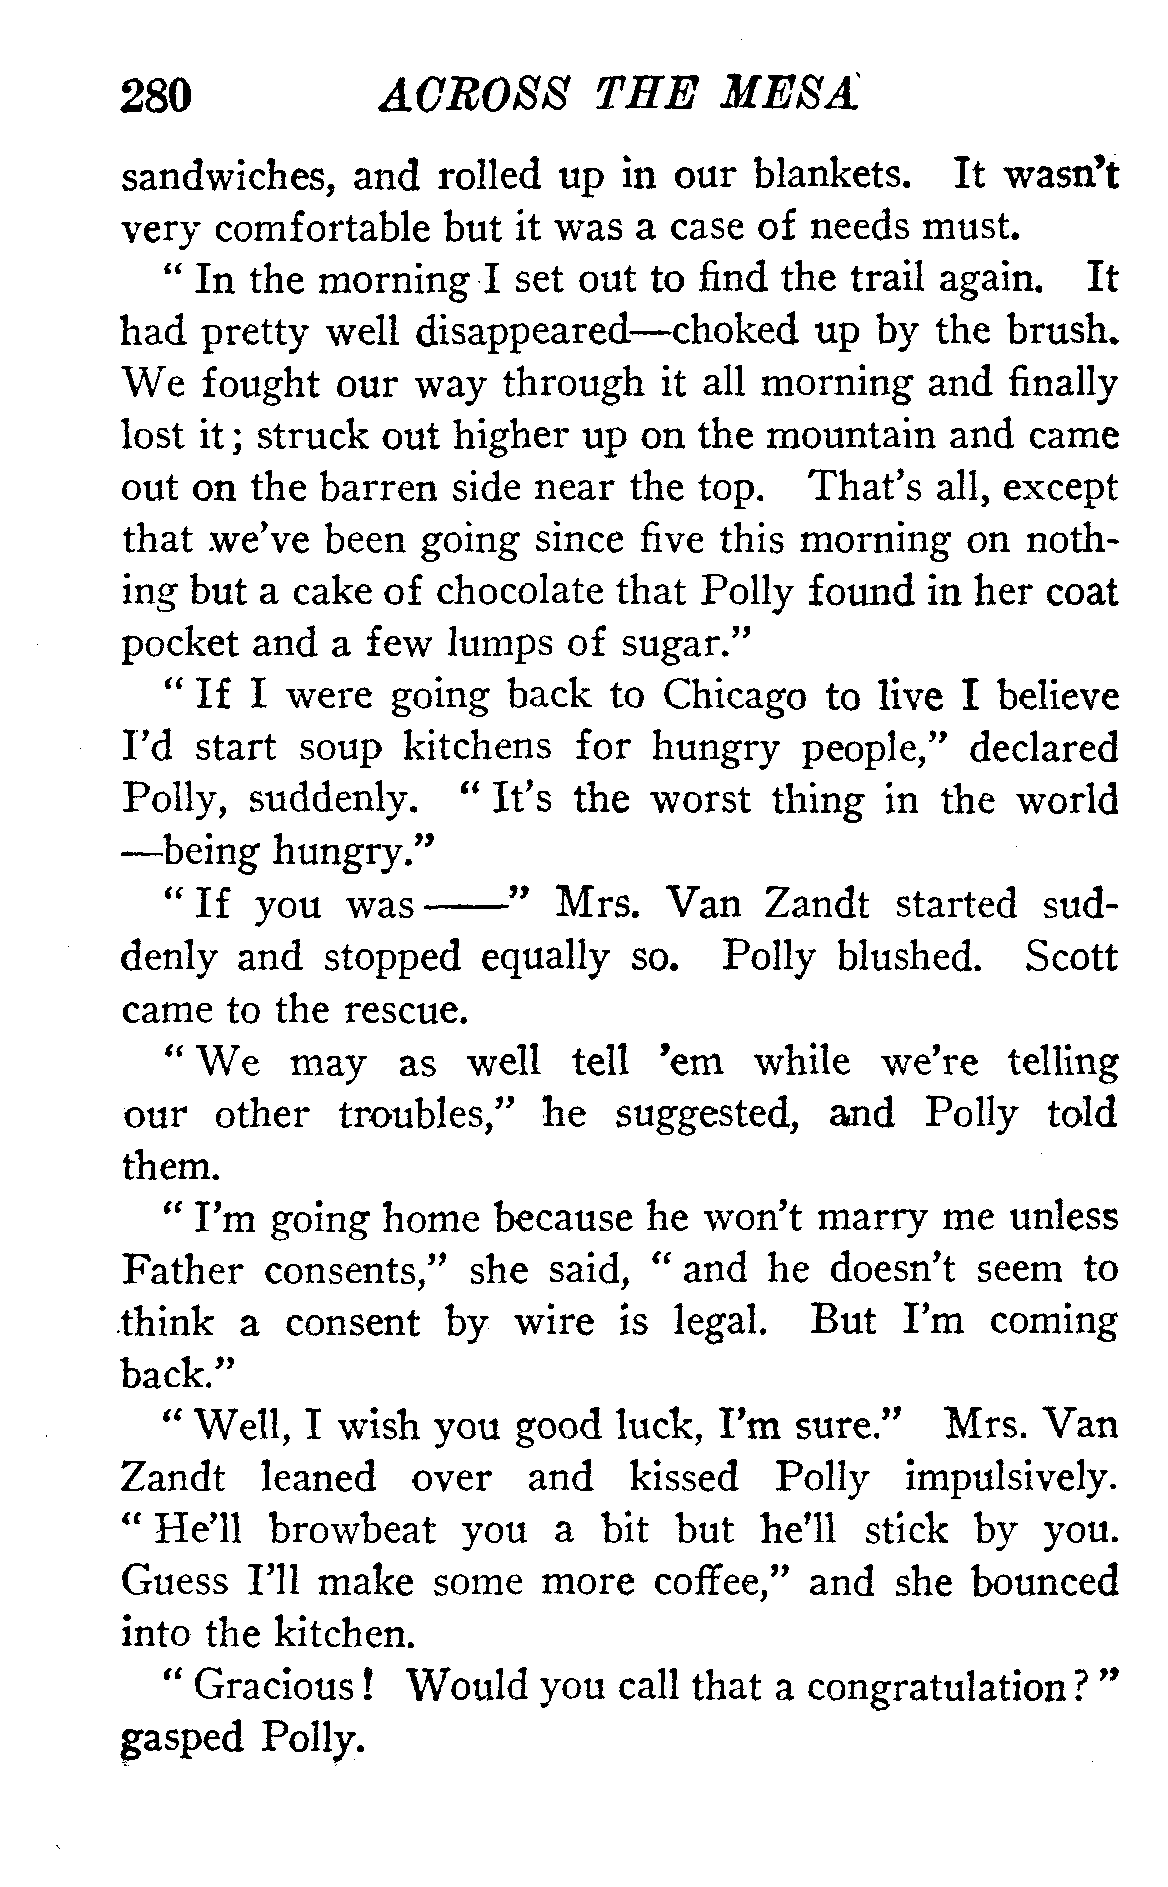 280 ACROSS THE MESA
sandwiches, and rolled up in our blankets. It wasn't
very comfortable but it was a case of needs must.
“ In the morning I set out to find the trail again. It
had pretty well disappeared—choked up by the brush.
We fought our way through it all morning and finally
lost it; struck out higher up on the mountain and came
out on the barren side near the top. That's all, except
that we've been going since five this morning on noth-
ing but a cake of chocolate that Polly found in her coat
pocket and a few lumps of sugar.”
“ If I were going back to Chicago to live I believe
I'd start soup kitchens for hungry people,” declared
Polly, suddenly. “ It's the worst thing in the world
—being hungry.”
“ If you was——” Mrs. Van Zandt started sud-
denly and stopped equally so. Polly blushed. Scott
came to the rescue.
“ We may as well tell 'em while we're telling
our other troubles,” he suggested, and Polly told
them.
“ I'm going home because he won't marry me unless
Father consents,” she said, “ and he doesn't seem to
think a consent by wire is legal. But I'm coming
back.”
“ Well, I wish you good luck, I'm sure.” Mrs. Van
Zandt leaned over and kissed Polly impulsively.
“ He'll browbeat you a bit but he'll stick by you.
Guess I'll make some more coffee,” and she bounced
into the kitchen.
“ Gracious! Would you call that a congratulation? ”
gasped Polly.